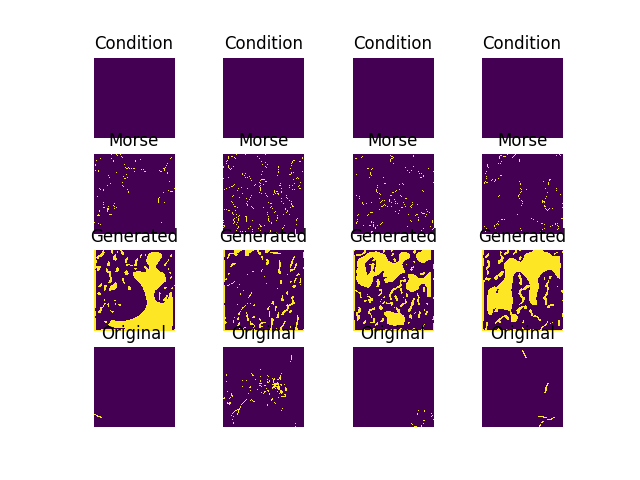 Condition Condition Condition Condition
Morse Morse Morse Morse
Generated Generated Generated Generated
Original Original Original Original